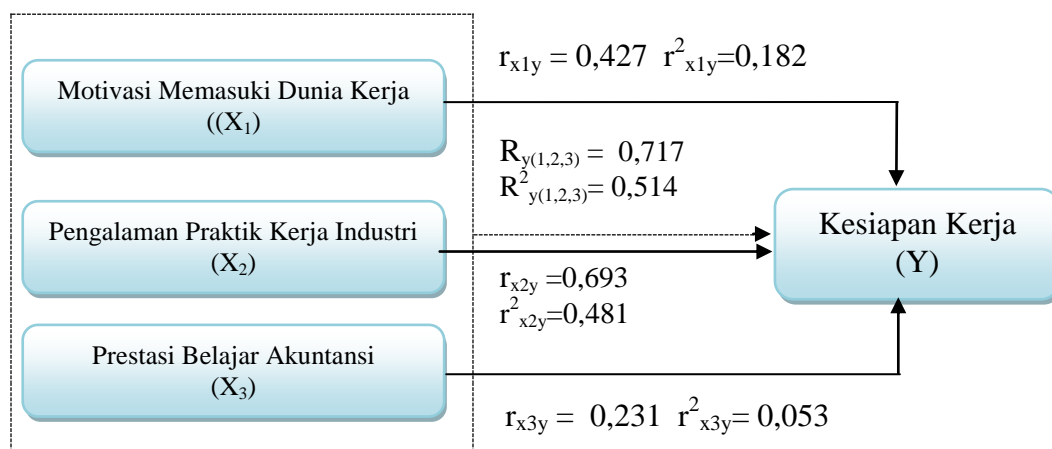 Motivasi Memasuki Dunia Kerja
((X₁)
r_x1y = 0,427 r²_x1y=0,182
R_y(1,2,3) = 0,717
R²_y(1,2,3)= 0,514
Pengalaman Praktik Kerja Industri
(X₂)
r_x2y =0,693
r²_x2y=0,481
Kesiapan Kerja
(Y)
Prestasi Belajar Akuntansi
(X₃)
r_x3y = 0,231 r²_x3y= 0,053